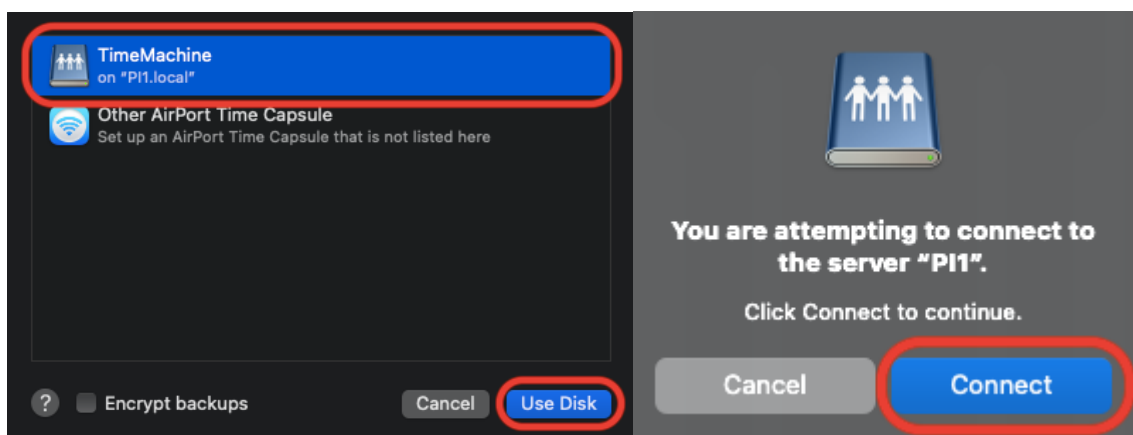 TimeMachine
on "PI1.local"
Other AirPort Time Capsule
Set up an AirPort Time Capsule that is not listed here
? Encrypt backups Cancel Use Disk
You are attempting to connect to
the server "PI1".
Click Connect to continue.
Cancel Connect